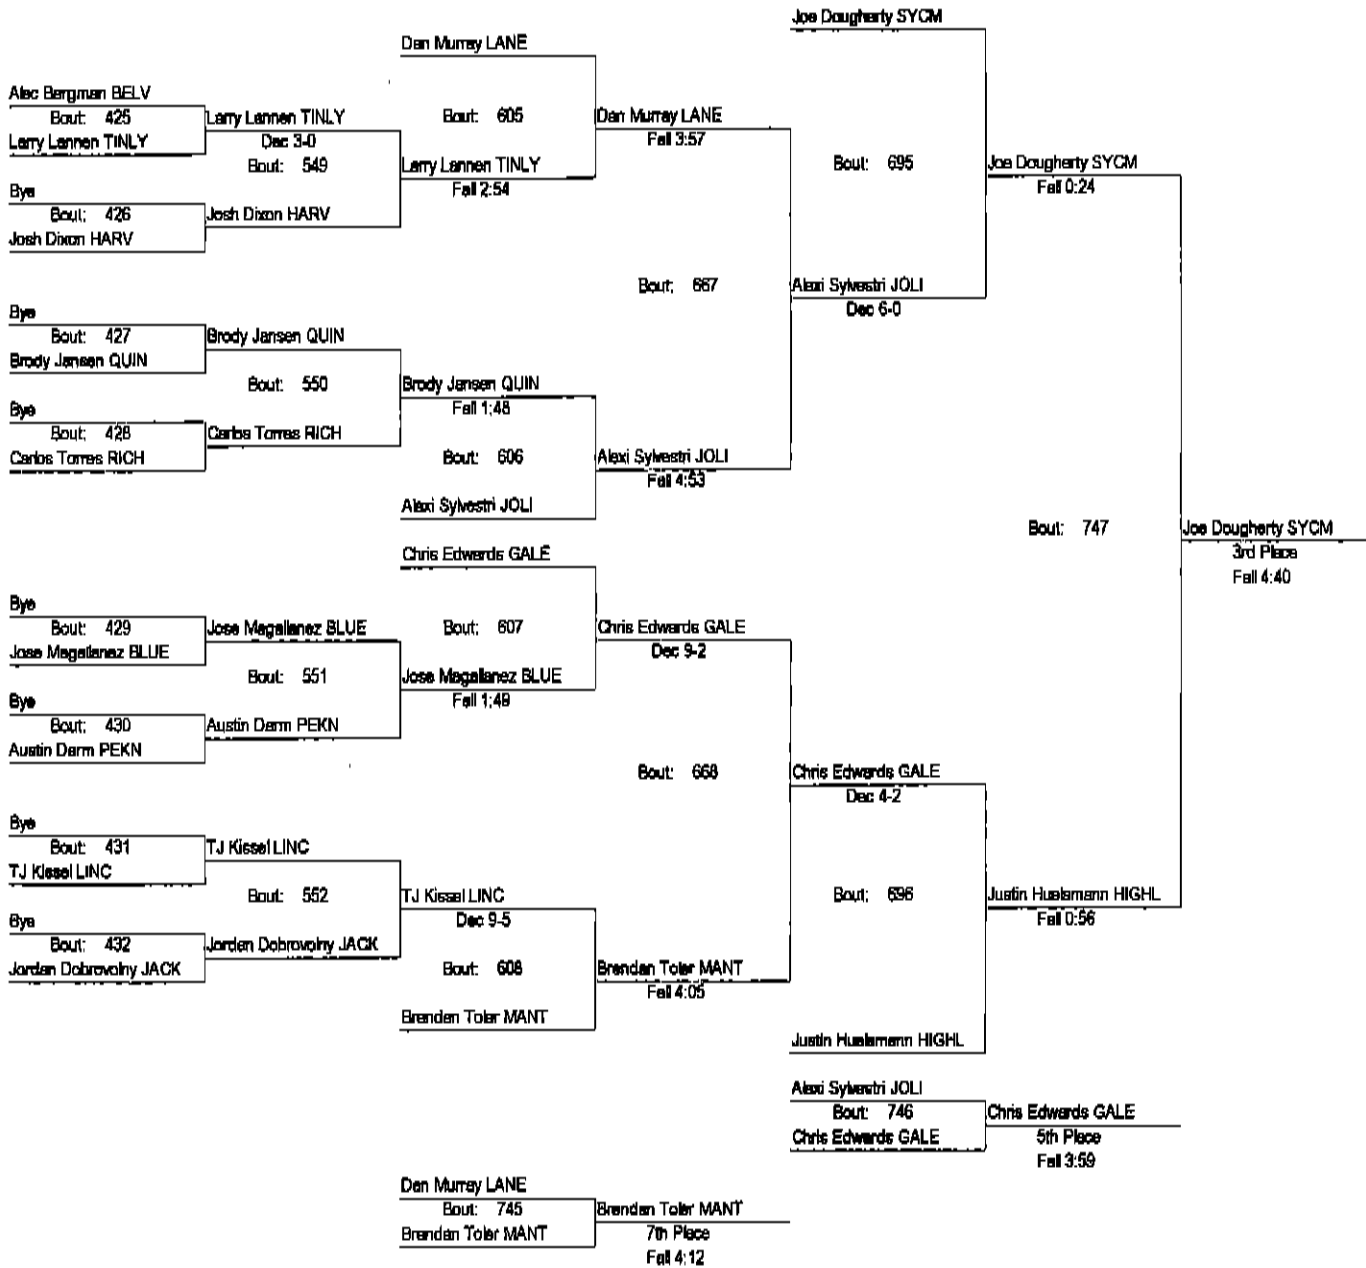 Joe Dougherty SYCM
Dan Murray LANE
Alec Bergman BELV
Bout: 425
Larry Lannen TINLY
Larry Lannen TINLY
Dec 3-0
Bout: 549
Bye
Bout: 426
Josh Dixon HARV
Josh Dixon HARV
Bout: 605
Larry Lannen TINLY
Fall 2:54
Dan Murray LANE
Fall 3:57
Bout: 695
Joe Dougherty SYCM
Fall 0:24
Bout: 667
Alexi Sylvestri JOLI
Dec 6-0
Bye
Bout: 427
Brody Jansen QUIN
Brody Jansen QUIN
Bout: 550
Bye
Bout: 428
Carlos Torres RICH
Carlos Torres RICH
Brody Jansen QUIN
Fall 1:48
Bout: 606
Alexi Sylvestri JOLI
Alexi Sylvestri JOLI
Fall 4:53
Bout: 747
Joe Dougherty SYCM
3rd Place
Fall 4:40
Chris Edwards GALE
Bye
Bout: 429
Jose Magallanez BLUE
Jose Magallanez BLUE
Bout: 551
Bye
Bout: 430
Austin Darm PEKN
Austin Darm PEKN
Bout: 607
Jose Magallanez BLUE
Fall 1:49
Chris Edwards GALE
Dec 9-2
Bout: 668
Chris Edwards GALE
Dec 4-2
Bye
Bout: 431
TJ Kissel LINC
TJ Kissel LINC
Bout: 552
Bye
Bout: 432
Jordan Dobrovolny JACK
Jordan Dobrovolny JACK
TJ Kissel LINC
Dec 9-5
Bout: 608
Brendan Toler MANT
Brendan Toler MANT
Fall 4:05
Bout: 696
Justin Huelsmann HIGHL
Fall 0:56
Justin Huelsmann HIGHL
Alexi Sylvestri JOLI
Bout: 746
Chris Edwards GALE
Chris Edwards GALE
5th Place
Fall 3:59
Dan Murray LANE
Bout: 745
Brendan Toler MANT
Brendan Toler MANT
7th Place
Fall 4:12